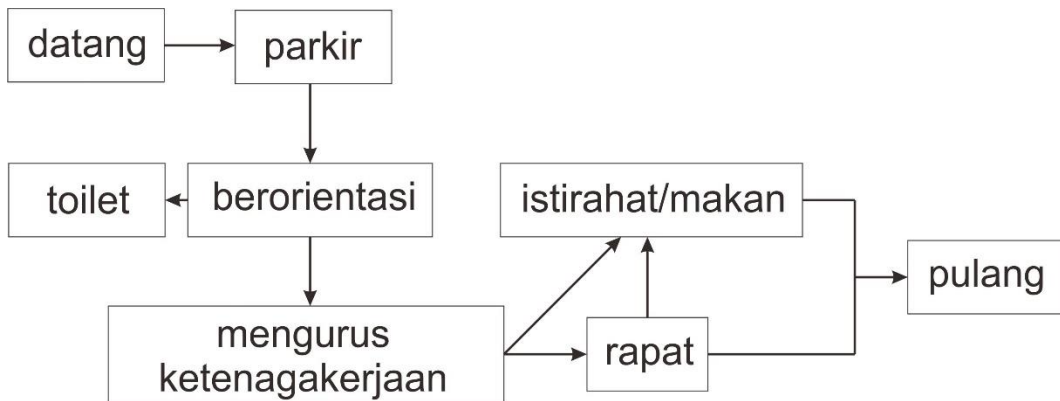 datang
parkir
toilet
berorientasi
istirahat/makan
pulang
mengurus
ketenagakerjaan
rapat